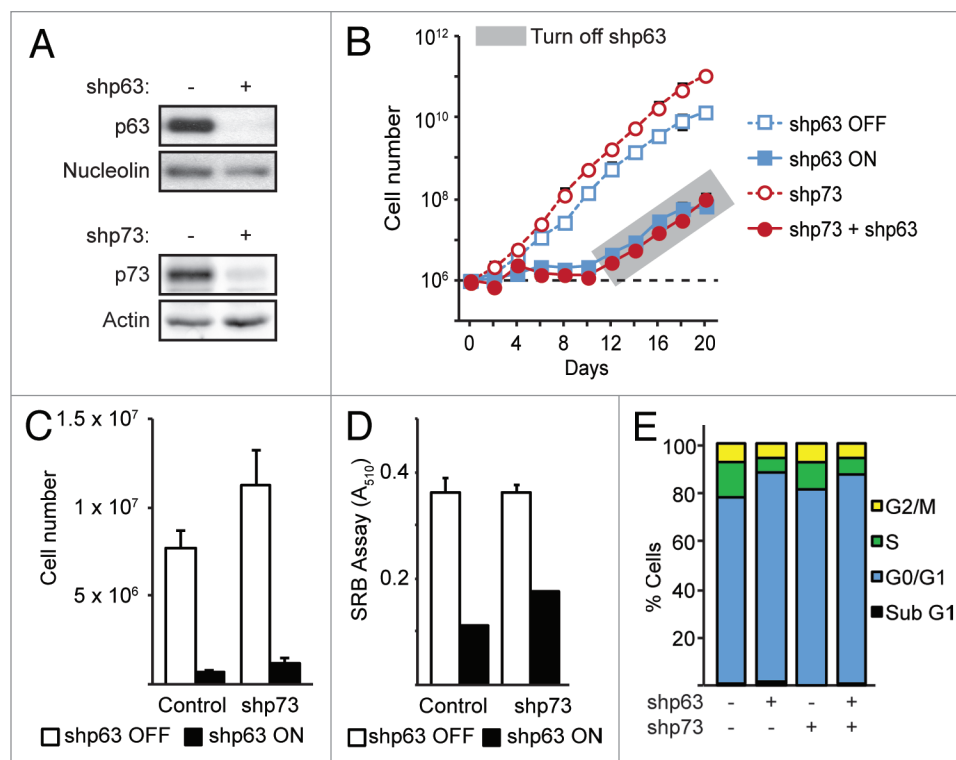 A
shp63: - +
p63
Nucleolin
shp73: - +
p73
Actin
B
Turn off shp63
Cell number
10¹²
10¹⁰
10⁸
10⁶
0 4 8 12 16 20
Days
shp63 OFF
shp63 ON
shp73
shp73 + shp63
C
Cell number
1.5 x 10⁷
1 x 10⁷
5 x 10⁶
Control shp73
shp63 OFF shp63 ON
D
SRB Assay (A₅₁₀)
0.4
0.2
Control shp73
shp63 OFF shp63 ON
E
% Cells
100
80
60
40
20
G2/M
S
G0/G1
Sub G1
shp63 - + - +
shp73 - - + +